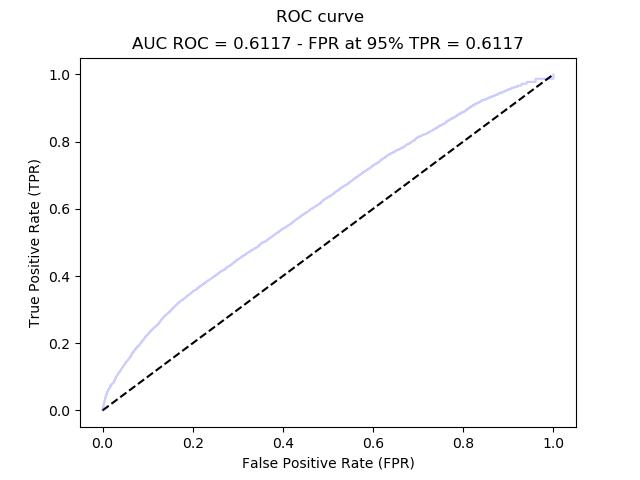 ROC curve
AUC ROC = 0.6117 - FPR at 95% TPR = 0.6117
1.0
0.8
0.6
0.4
0.2
0.0
True Positive Rate (TPR)
0.0 0.2 0.4 0.6 0.8 1.0
False Positive Rate (FPR)